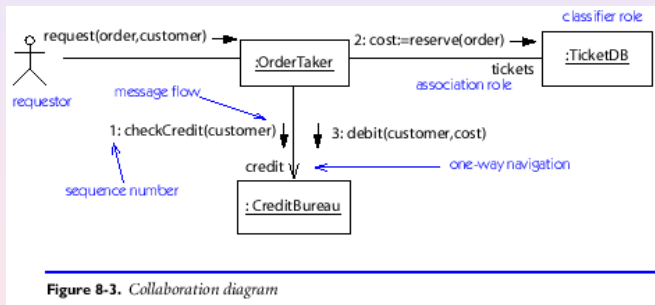 classifier role
request(order,customer)
2: cost:=reserve(order)
:OrderTaker
:TicketDB
tickets
requestor
message flow
association role
1: checkCredit(customer)
3: debit(customer,cost)
credit
one-way navigation
sequence number
: CreditBureau
Figure 8-3. Collaboration diagram